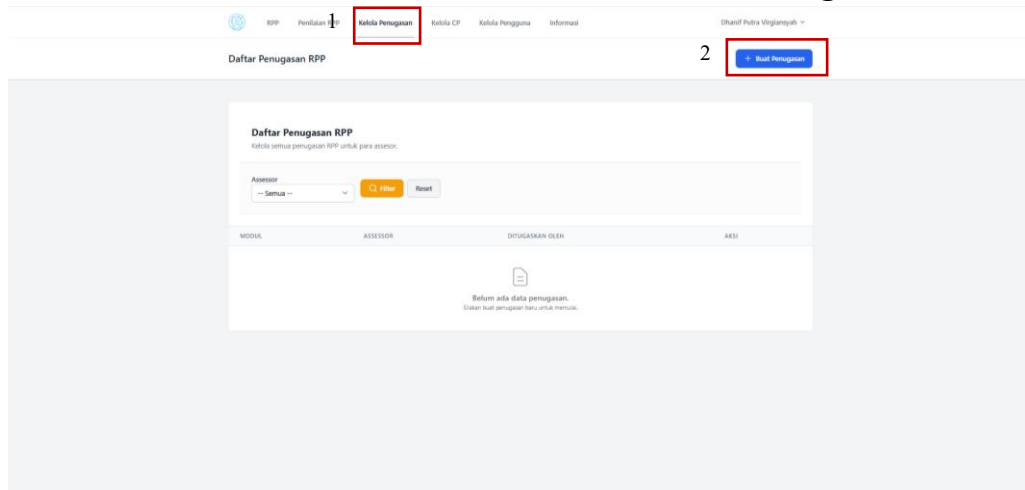 RPP Penilaian RPP 1 Kelola Penugasan Kelola CP Kelola Pengguna Informasi Dhanif Putra Virgiansyah
Daftar Penugasan RPP 2 + Buat Penugasan
Daftar Penugasan RPP
Kelola semua penugasan RPP untuk para assesor.
Assessor
-- Semua -- Filter Reset
MODUL ASSESSOR DITUGASKAN OLEH AKSI
Belum ada data penugasan.
Silakan buat penugasan baru untuk memulai.